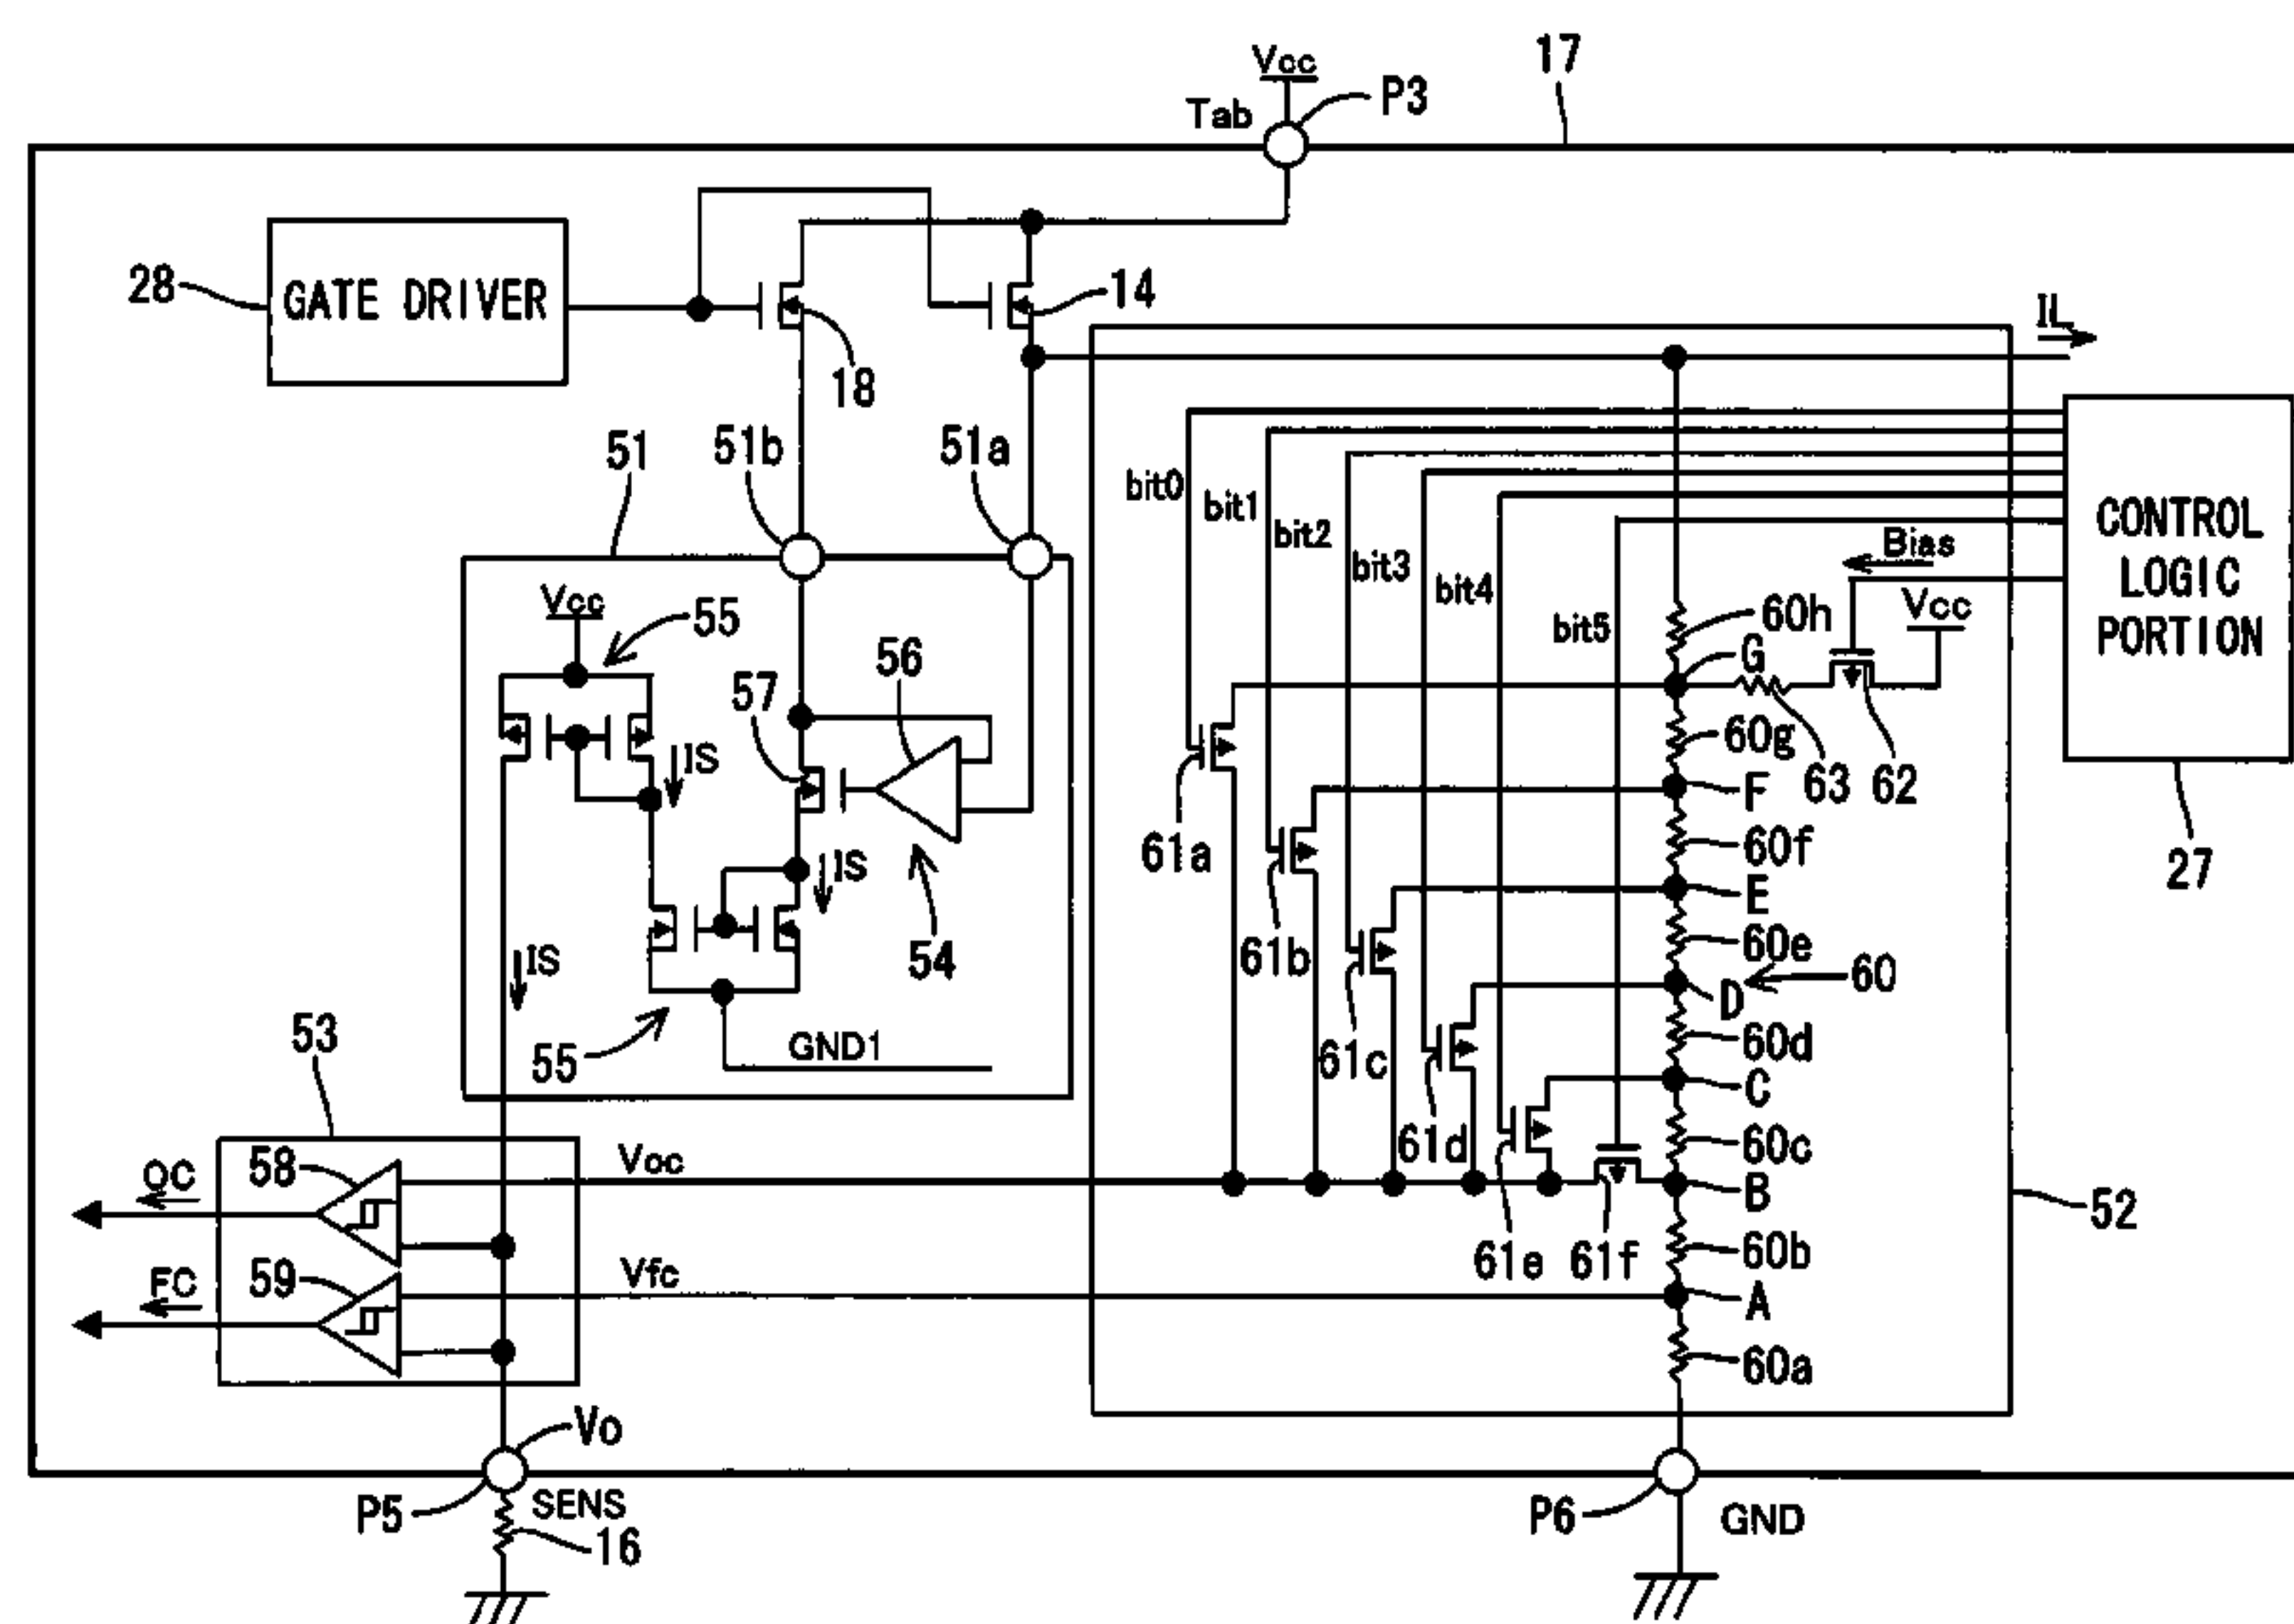 Vcc
17
Tab
P3
28
GATE DRIVER
14
18
IL
51
51b
51a
bit0
bit1
bit2
bit3
bit4
bit5
CONTROL
LOGIC
PORTION
Bias
Vcc
27
Vcc
55
57
56
IS
IS
54
IS
55
GND1
60h
G
60g
63
62
F
60f
E
60e
D
60
60d
C
60c
B
60b
A
60a
61a
61b
61c
61d
61e
61f
52
53
OC
58
Voc
FC
59
Vfc
Vo
P5
SENS
16
P6
GND